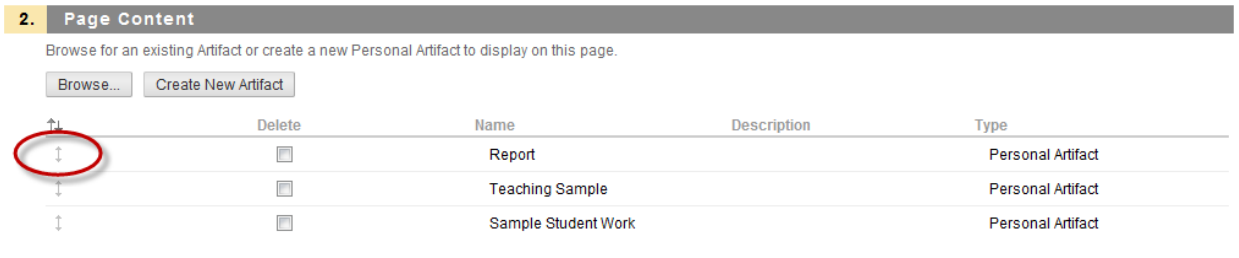 2. Page Content
Browse for an existing Artifact or create a new Personal Artifact to display on this page.
Browse... Create New Artifact
Delete Name Description Type
Report Personal Artifact
Teaching Sample Personal Artifact
Sample Student Work Personal Artifact